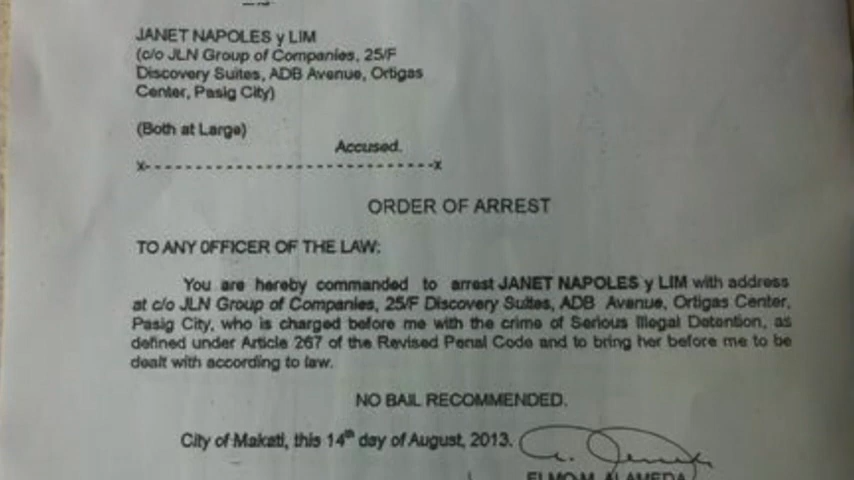 JANET NAPOLES y LIM
(c/o JLN Group of Companies, 25/F
Discovery Suites, ADB Avenue, Ortigas
Center, Pasig City)
(Both at Large)
Accused.
x- - - - - - - - - - - - - - - - - - - - - - - - - - - - -x
ORDER OF ARREST
TO ANY OFFICER OF THE LAW:
You are hereby commanded to arrest JANET NAPOLES y LIM with address
at c/o JLN Group of Companies, 25/F Discovery Suites, ADB Avenue, Ortigas Center,
Pasig City, who is charged before me with the crime of Serious Illegal Detention, as
defined under Article 267 of the Revised Penal Code and to bring her before me to be
dealt with according to law.
NO BAIL RECOMMENDED.
City of Makati, this 14th day of August, 2013.
ELMO M. ALAMEDA